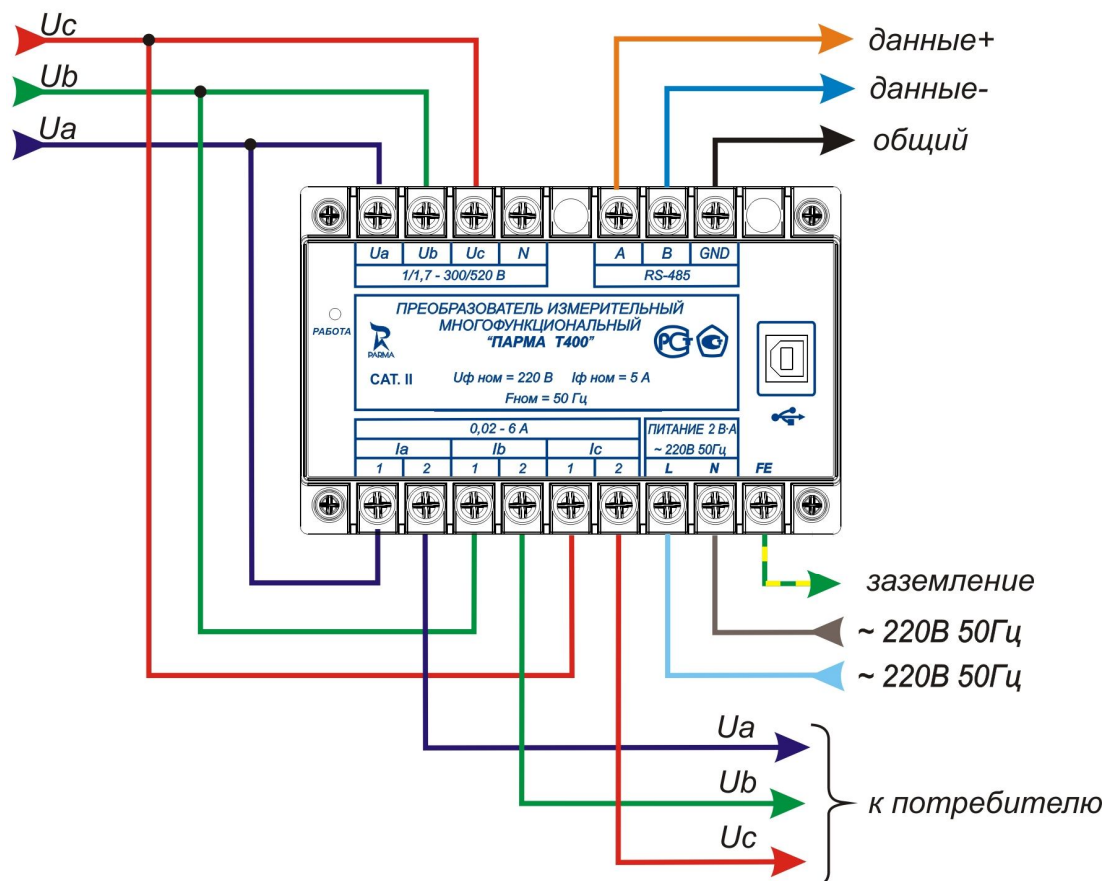 Uc
Ub
Ua
данные+
данные-
общий
Ua Ub Uc N
1/1,7 - 300/520 В
A B GND
RS-485
РАБОТА
ПРЕОБРАЗОВАТЕЛЬ ИЗМЕРИТЕЛЬНЫЙ
МНОГОФУНКЦИОНАЛЬНЫЙ
"ПАРМА Т400"
PARMA
РСТ
CAT. II
Uф ном = 220 В Iф ном = 5 А
Fном = 50 Гц
0,02 - 6 А
Ia Ib Ic
1 2 1 2 1 2
ПИТАНИЕ 2 В·А
~ 220В 50Гц
L N FE
заземление
~ 220В 50Гц
~ 220В 50Гц
Ua
Ub
Uc
к потребителю